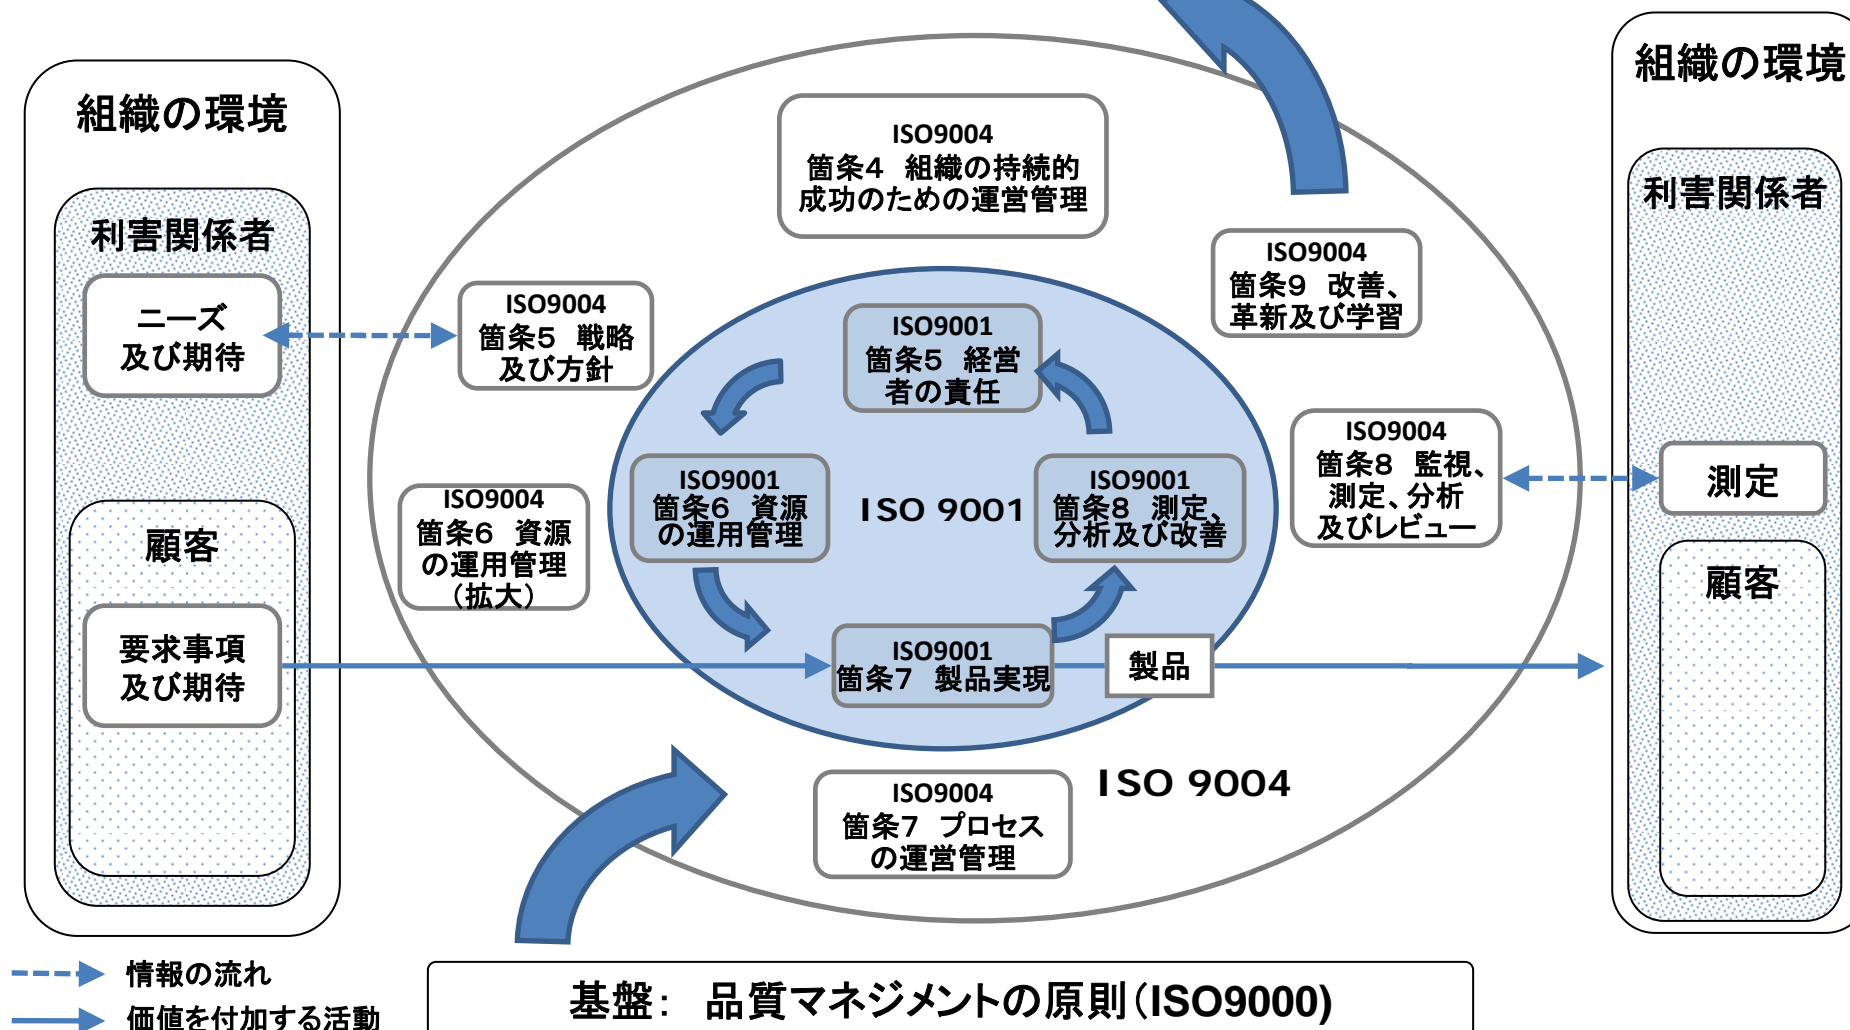 組織の環境
利害関係者
ニーズ
及び期待
顧客
要求事項
及び期待
ISO9004
箇条4 組織の持続的
成功のための運営管理
ISO9004
箇条5 戦略
及び方針
ISO9004
箇条6 資源
の運用管理
（拡大）
ISO9001
箇条5 経営
者の責任
ISO9001
箇条6 資源
の運用管理
ISO 9001
ISO9001
箇条8 測定、
分析及び改善
ISO9001
箇条7 製品実現
製品
ISO9004
箇条9 改善、
革新及び学習
ISO9004
箇条8 監視、
測定、分析
及びレビュー
ISO9004
箇条7 プロセス
の運営管理
ISO 9004
組織の環境
利害関係者
測定
顧客
情報の流れ
価値を付加する活動
基盤： 品質マネジメントの原則（ISO9000)